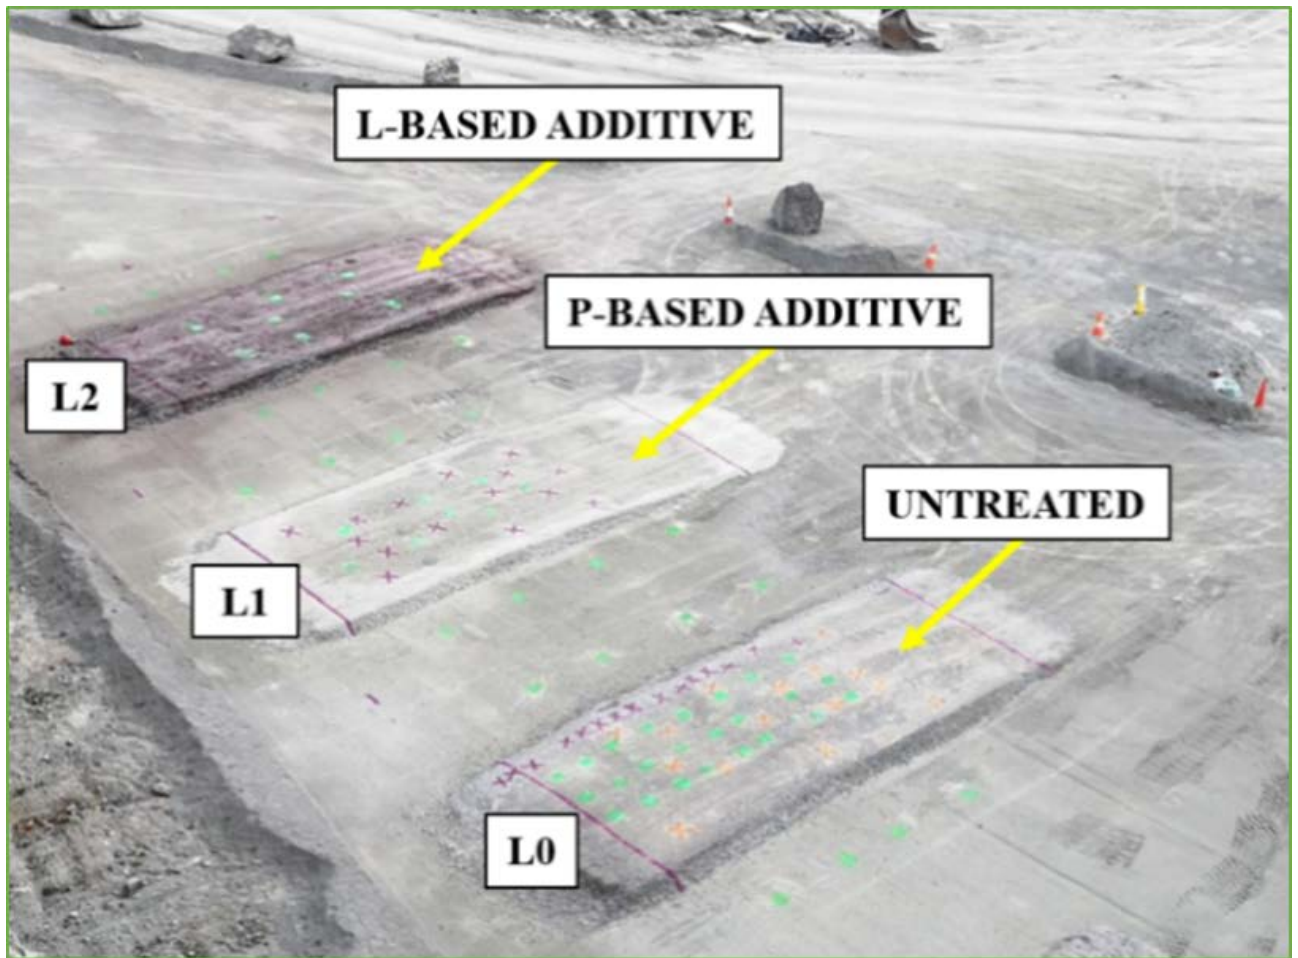 L-BASED ADDITIVE
P-BASED ADDITIVE
L2
UNTREATED
L1
L0